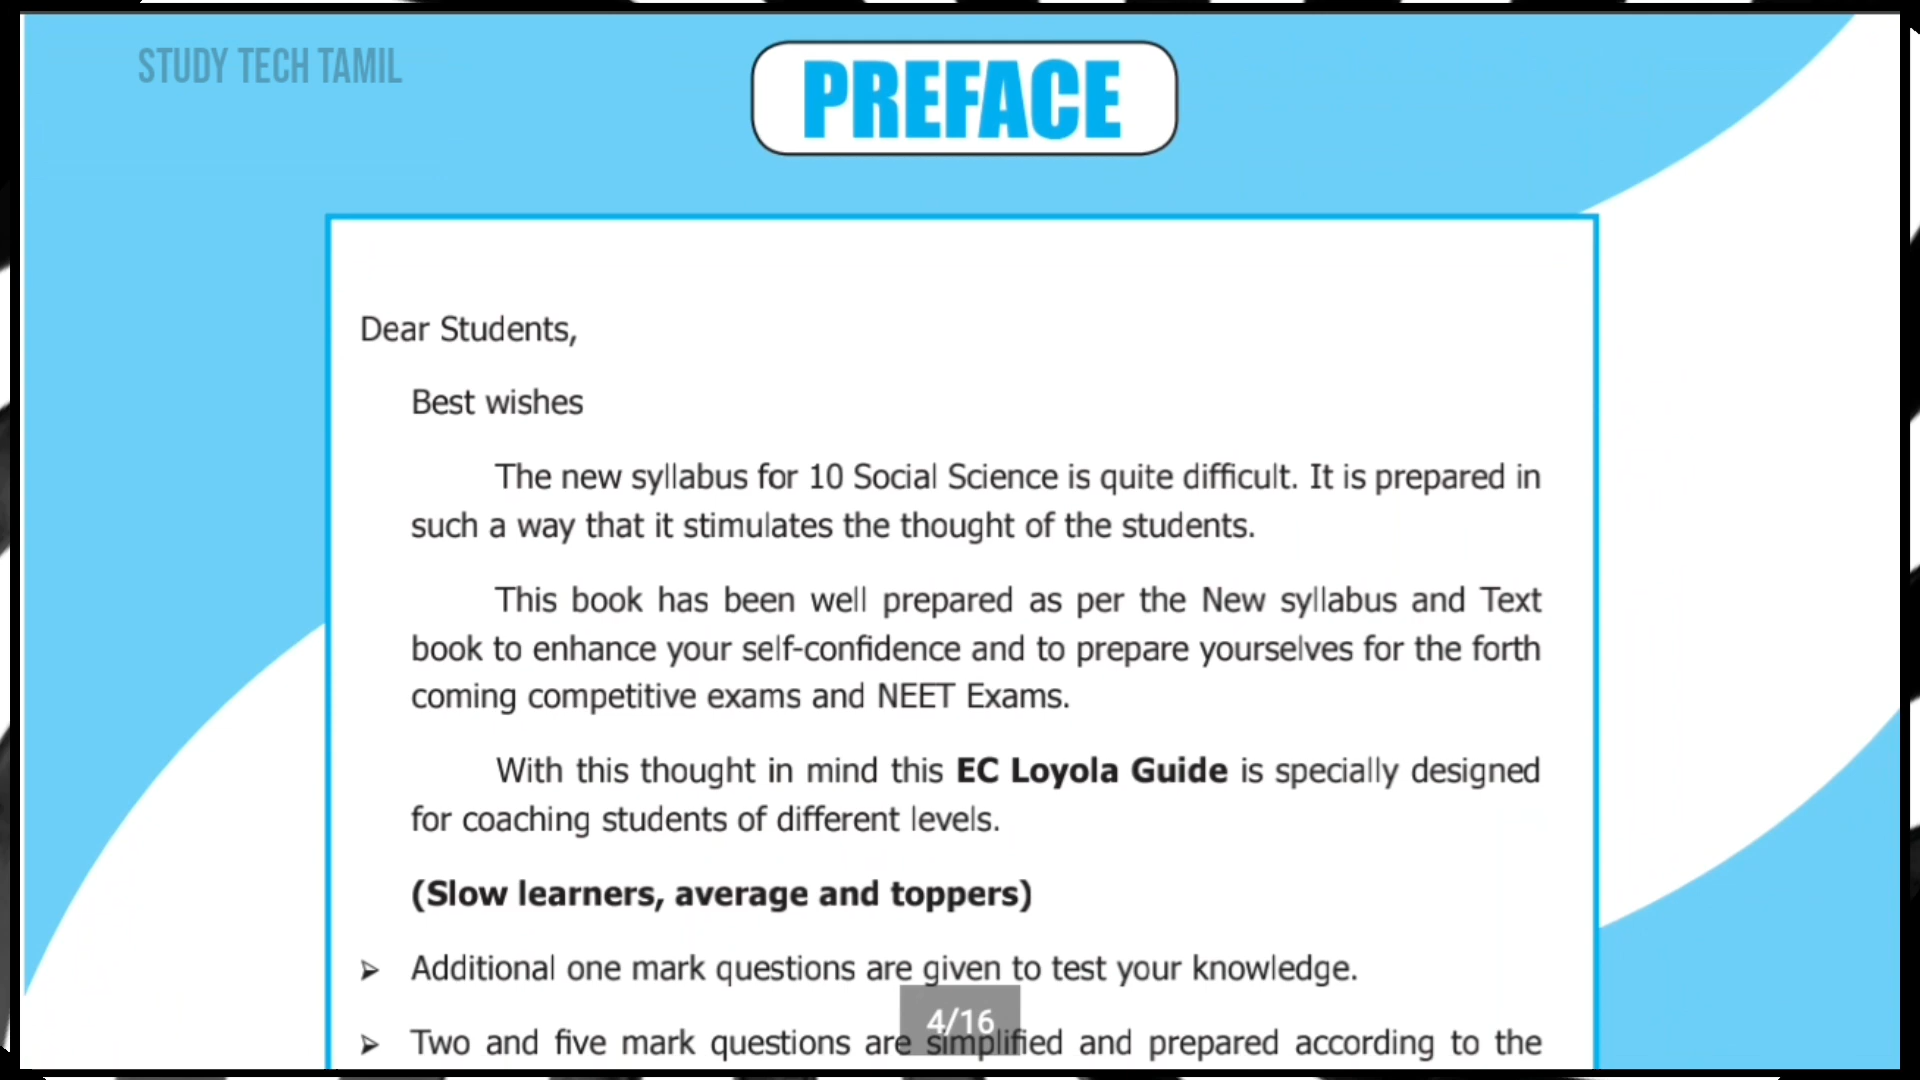 STUDY TECH TAMIL
PREFACE
Dear Students,
Best wishes
The new syllabus for 10 Social Science is quite difficult. It is prepared in
such a way that it stimulates the thought of the students.
This book has been well prepared as per the New syllabus and Text
book to enhance your self-confidence and to prepare yourselves for the forth
coming competitive exams and NEET Exams.
With this thought in mind this EC Loyola Guide is specially designed
for coaching students of different levels.
(Slow learners, average and toppers)
➢ Additional one mark questions are given to test your knowledge.
4/16
➢ Two and five mark questions are simplified and prepared according to the